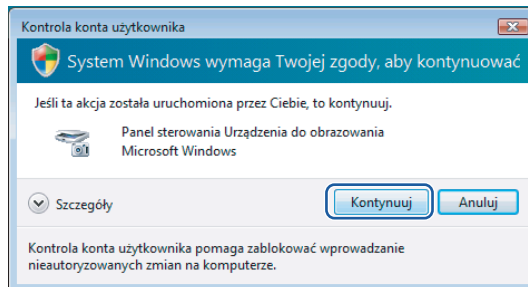 Kontrola konta użytkownika
System Windows wymaga Twojej zgody, aby kontynuować
Jeśli ta akcja została uruchomiona przez Ciebie, to kontynuuj.
Panel sterowania Urządzenia do obrazowania
Microsoft Windows
Szczegóły
Kontynuuj
Anuluj
Kontrola konta użytkownika pomaga zablokować wprowadzanie
nieautoryzowanych zmian na komputerze.